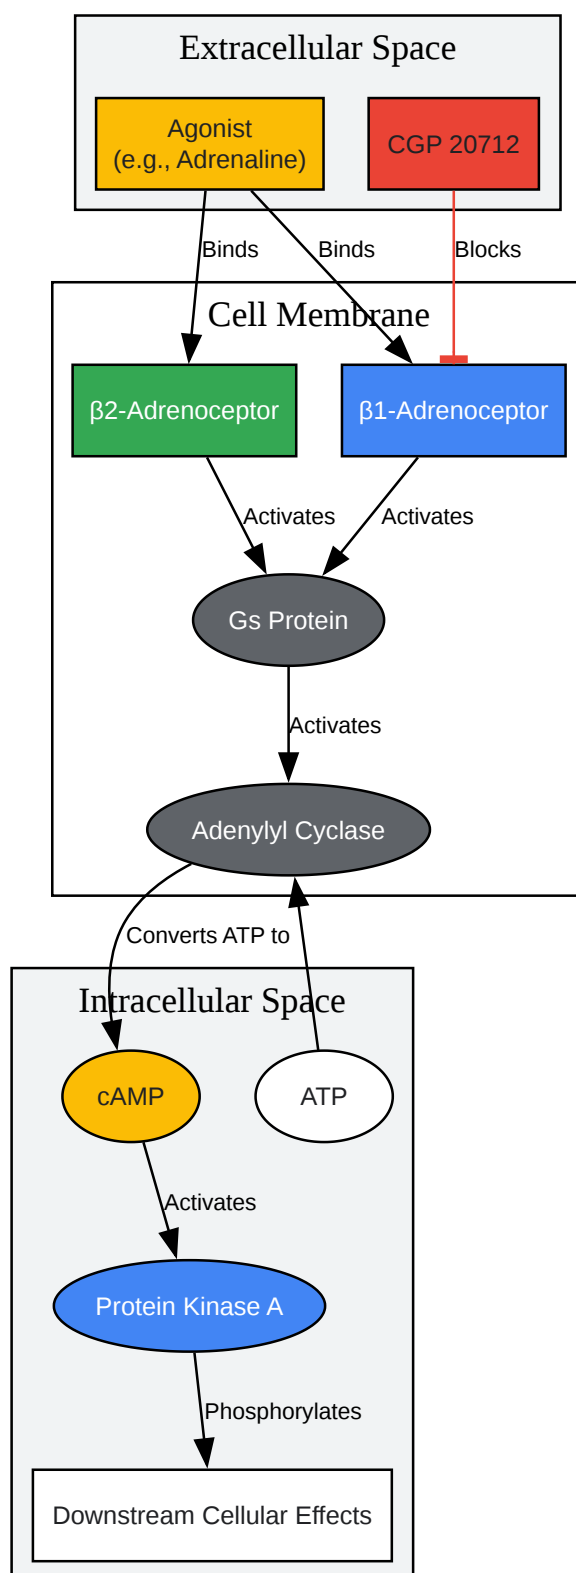 Extracellular Space
Agonist
(e.g., Adrenaline)
CGP 20712
Binds
Binds
Blocks
Cell Membrane
β2-Adrenoceptor
β1-Adrenoceptor
Activates
Activates
Gs Protein
Activates
Adenylyl Cyclase
Converts ATP to
Intracellular Space
cAMP
ATP
Activates
Protein Kinase A
Phosphorylates
Downstream Cellular Effects